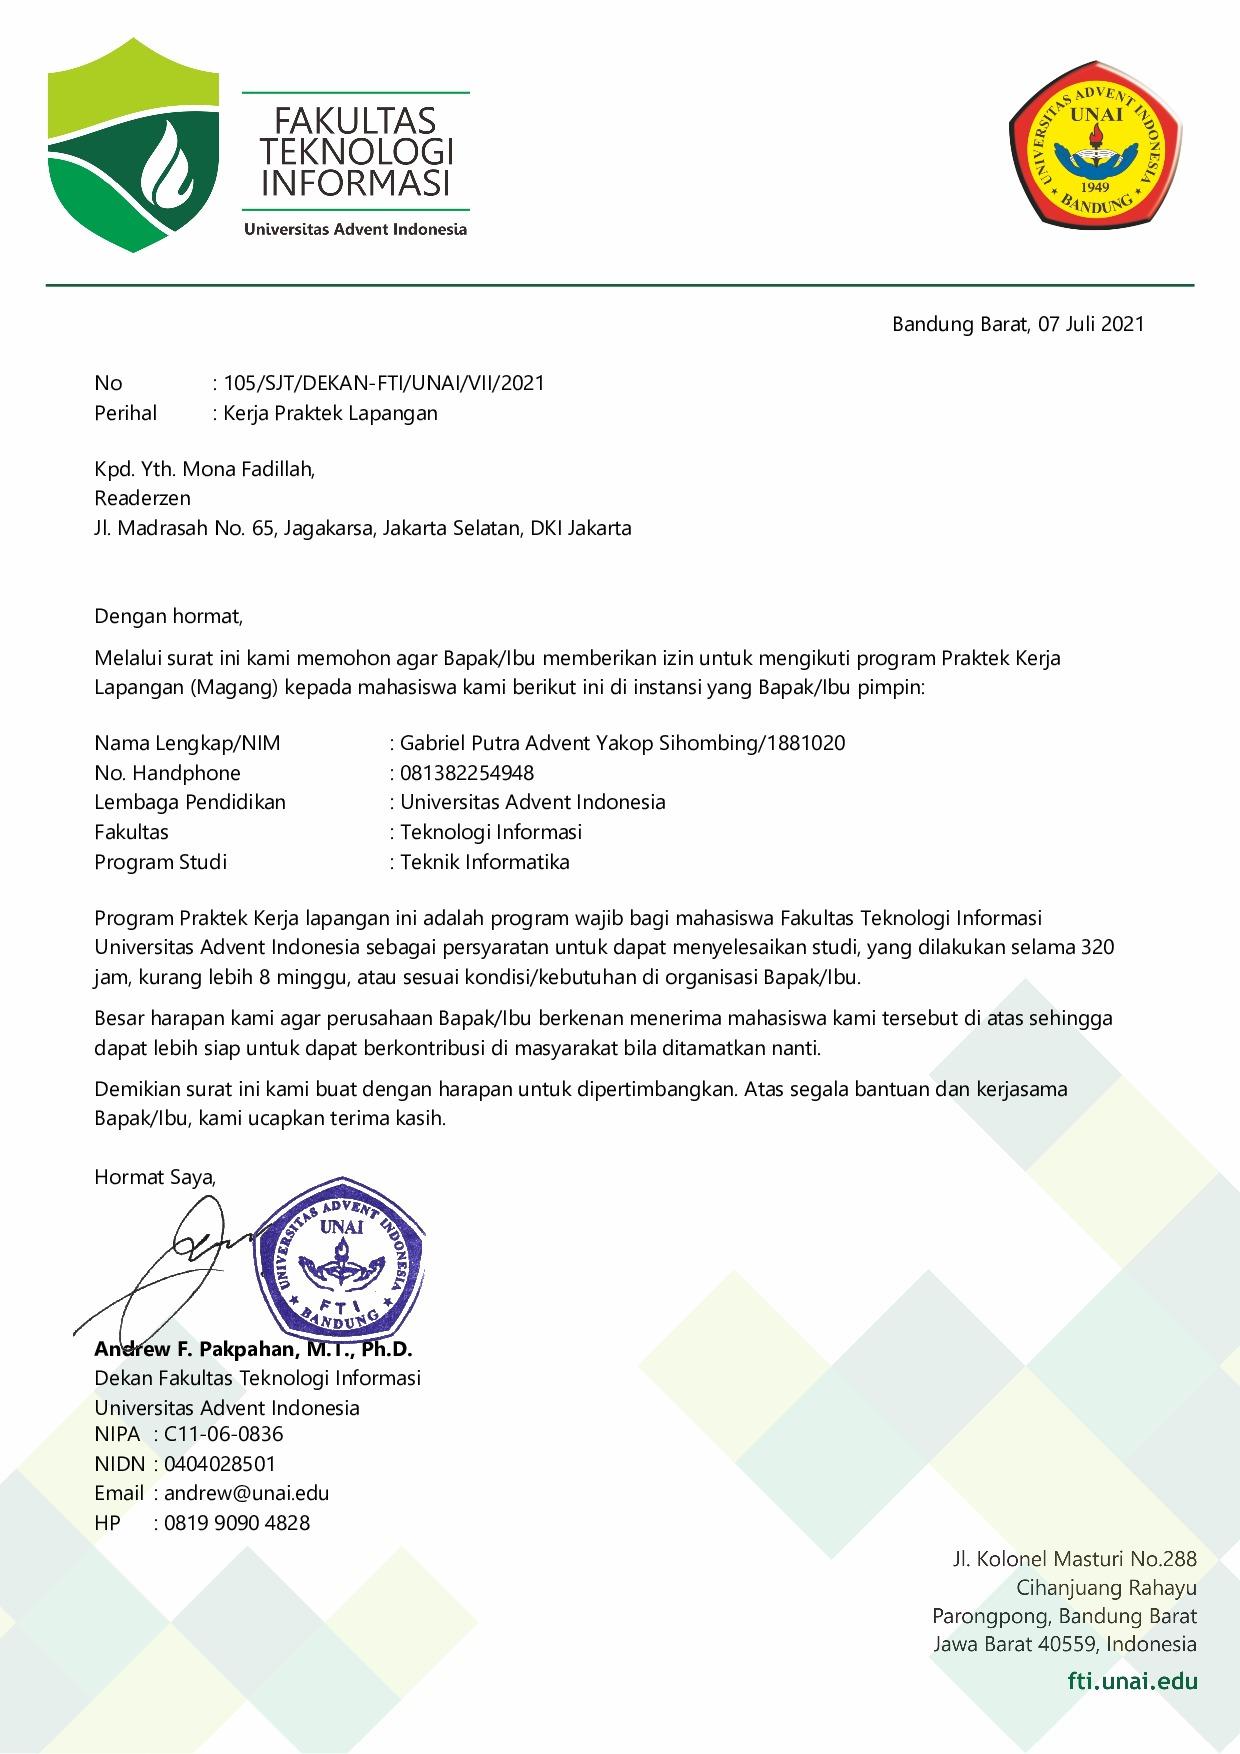 FAKULTAS
TEKNOLOGI
INFORMASI
Universitas Advent Indonesia
UNIVERSITAS ADVENT INDONESIA
UNAI
1949
BANDUNG
Bandung Barat, 07 Juli 2021
No : 105/SJT/DEKAN-FTI/UNAI/VII/2021
Perihal : Kerja Praktek Lapangan
Kpd. Yth. Mona Fadillah,
Readerzen
Jl. Madrasah No. 65, Jagakarsa, Jakarta Selatan, DKI Jakarta
Dengan hormat,
Melalui surat ini kami memohon agar Bapak/Ibu memberikan izin untuk mengikuti program Praktek Kerja
Lapangan (Magang) kepada mahasiswa kami berikut ini di instansi yang Bapak/Ibu pimpin:
Nama Lengkap/NIM : Gabriel Putra Advent Yakop Sihombing/1881020
No. Handphone : 081382254948
Lembaga Pendidikan : Universitas Advent Indonesia
Fakultas : Teknologi Informasi
Program Studi : Teknik Informatika
Program Praktek Kerja lapangan ini adalah program wajib bagi mahasiswa Fakultas Teknologi Informasi
Universitas Advent Indonesia sebagai persyaratan untuk dapat menyelesaikan studi, yang dilakukan selama 320
jam, kurang lebih 8 minggu, atau sesuai kondisi/kebutuhan di organisasi Bapak/Ibu.
Besar harapan kami agar perusahaan Bapak/Ibu berkenan menerima mahasiswa kami tersebut di atas sehingga
dapat lebih siap untuk dapat berkontribusi di masyarakat bila ditamatkan nanti.
Demikian surat ini kami buat dengan harapan untuk dipertimbangkan. Atas segala bantuan dan kerjasama
Bapak/Ibu, kami ucapkan terima kasih.
Hormat Saya,
UNIVERSITAS ADVENT INDONESIA
UNAI
FTI
BANDUNG
Andrew F. Pakpahan, M.T., Ph.D.
Dekan Fakultas Teknologi Informasi
Universitas Advent Indonesia
NIPA : C11-06-0836
NIDN : 0404028501
Email : andrew@unai.edu
HP : 0819 9090 4828
Jl. Kolonel Masturi No.288
Cihanjuang Rahayu
Parongpong, Bandung Barat
Jawa Barat 40559, Indonesia
fti.unai.edu